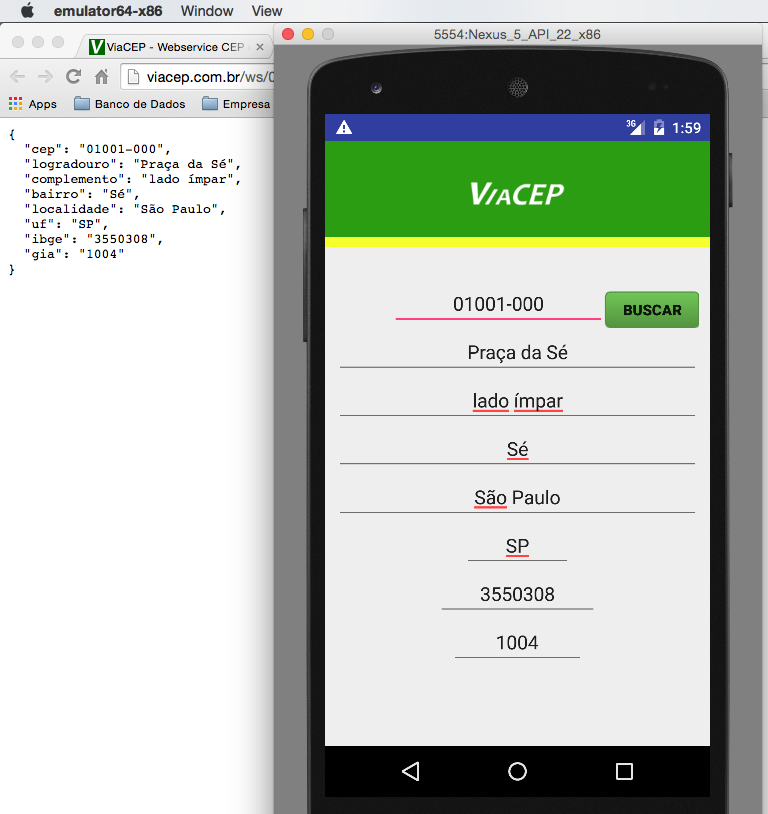 emulator64-x86 Window View
ViaCEP - Webservice CEP
5554:Nexus_5_API_22_x86
viacep.com.br/ws/0
Apps Banco de Dados Empresa
{
"cep": "01001-000",
"logradouro": "Praça da Sé",
"complemento": "lado ímpar",
"bairro": "Sé",
"localidade": "São Paulo",
"uf": "SP",
"ibge": "3550308",
"gia": "1004"
}
3G 1:59
VIACEP
01001-000 BUSCAR
Praça da Sé
lado ímpar
Sé
São Paulo
SP
3550308
1004